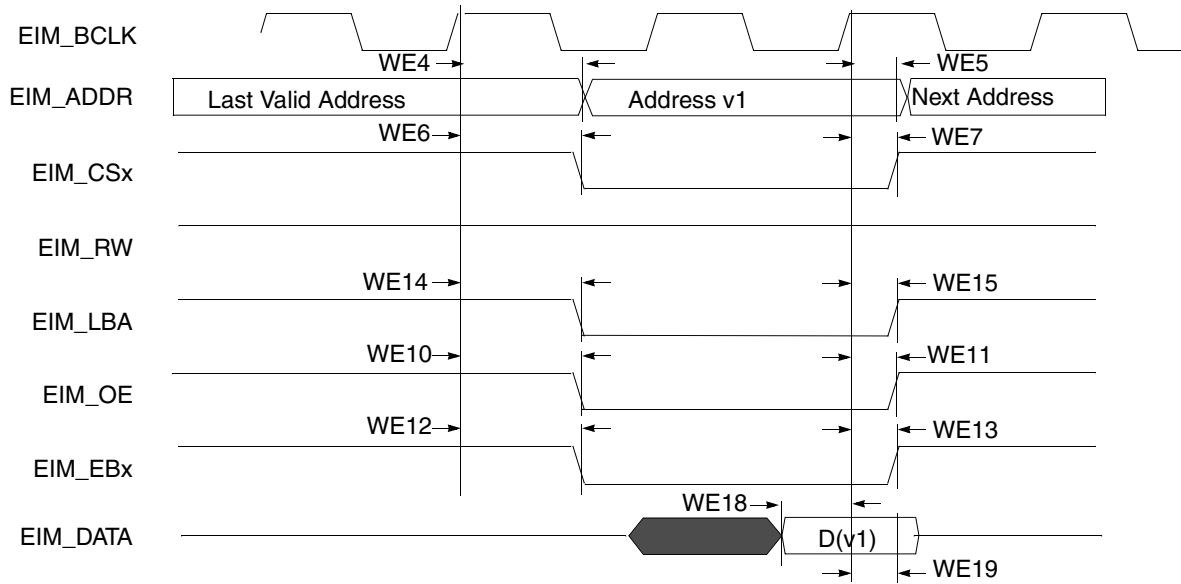 EIM_BCLK
WE4
WE5
EIM_ADDR
Last Valid Address
Address v1
Next Address
WE6
WE7
EIM_CSx
EIM_RW
WE14
WE15
EIM_LBA
WE10
WE11
EIM_OE
WE12
WE13
EIM_EBx
WE18
EIM_DATA
D(v1)
WE19